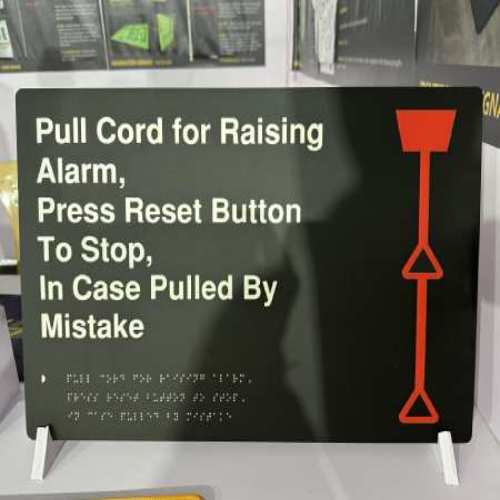 Pull Cord for Raising
Alarm,
Press Reset Button
To Stop,
In Case Pulled By
Mistake